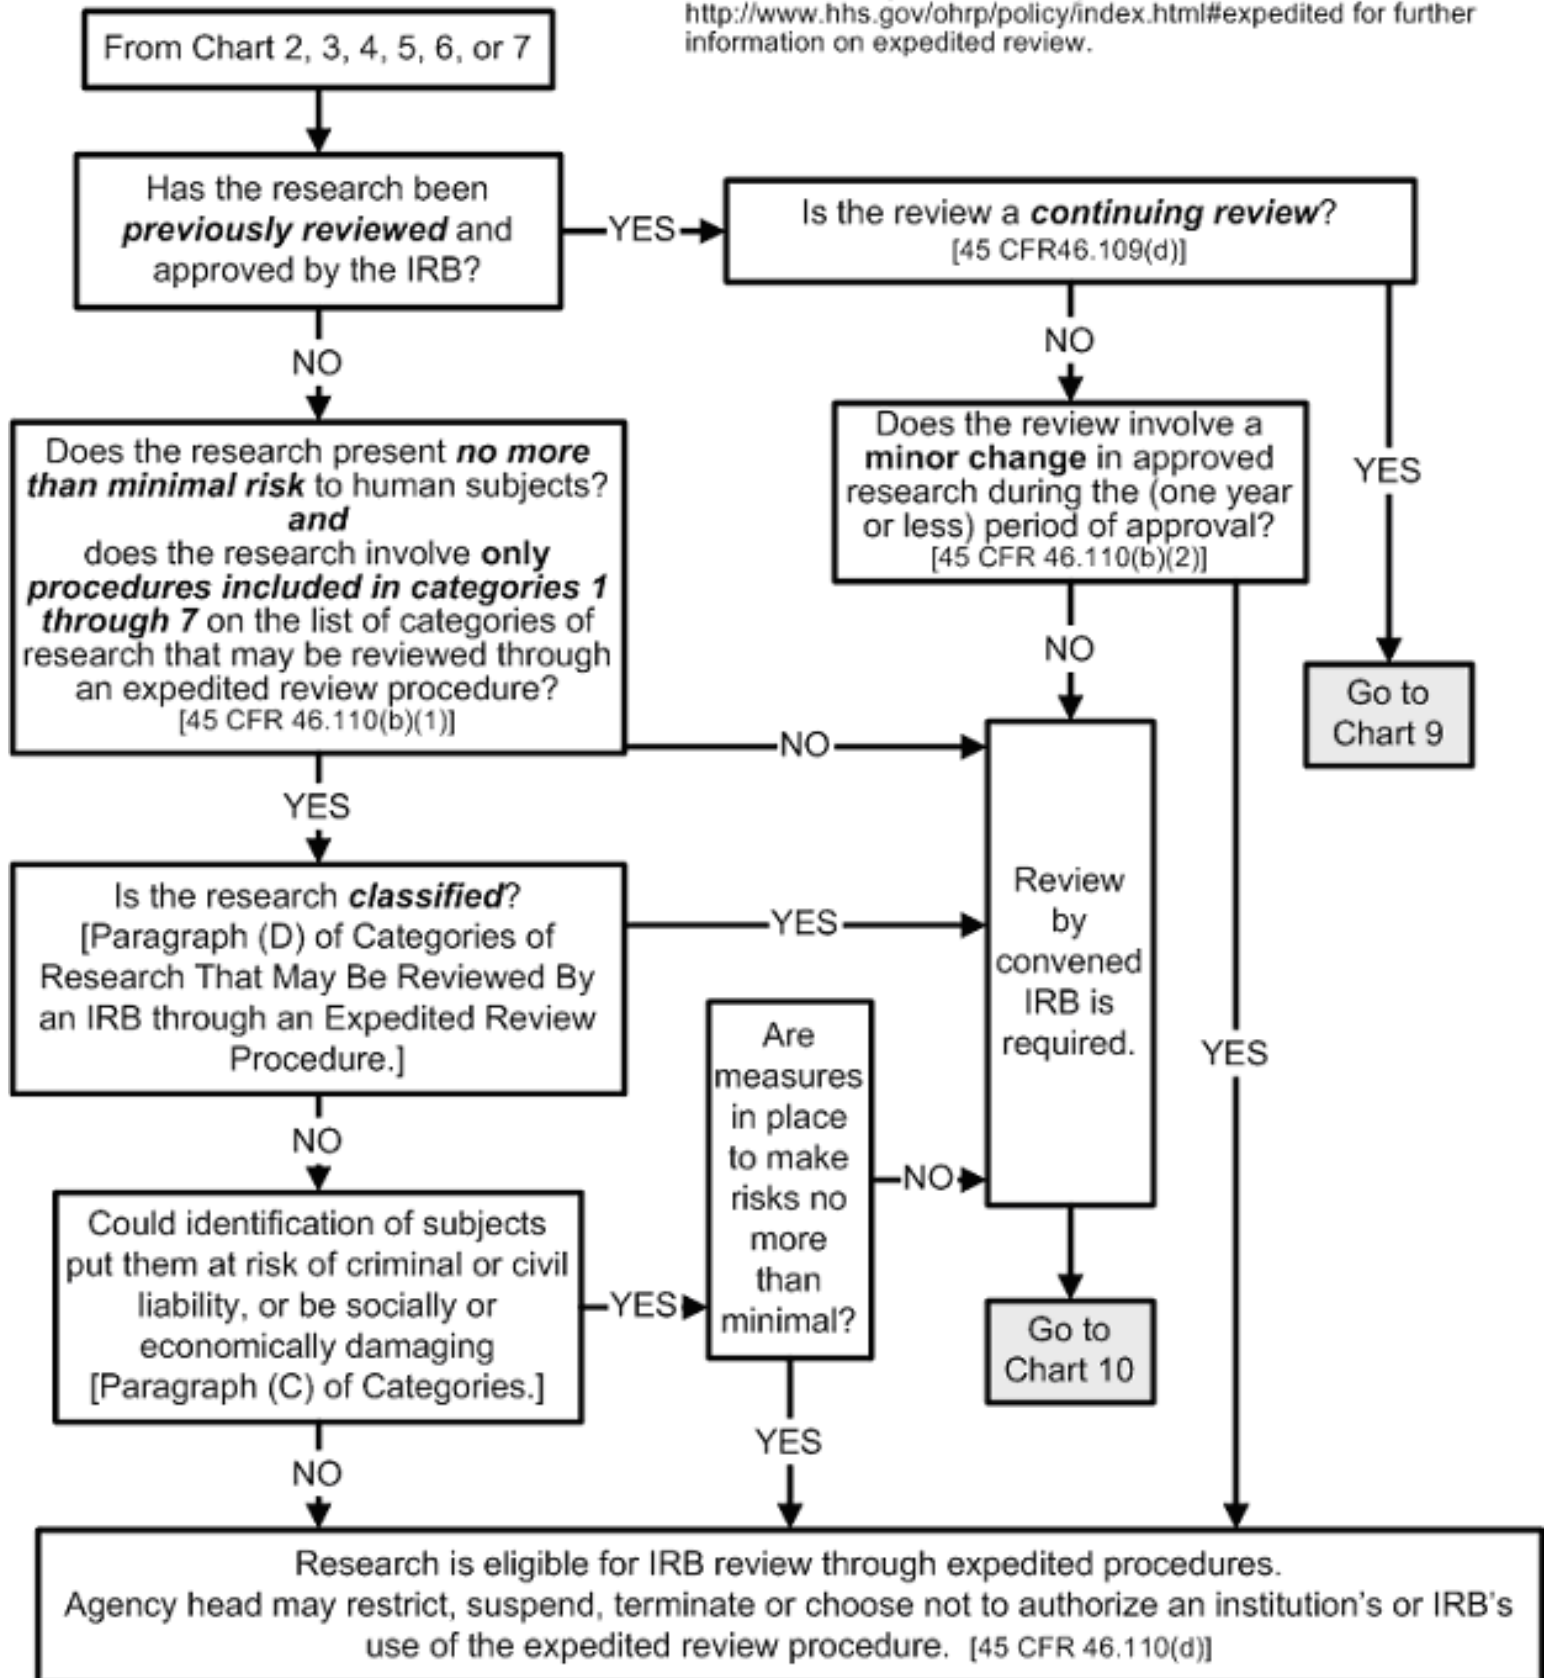 http://www.hhs.gov/ohrp/policy/index.html#expedited for further
information on expedited review.
From Chart 2, 3, 4, 5, 6, or 7
Has the research been
previously reviewed and
approved by the IRB?
YES
Is the review a continuing review?
[45 CFR46.109(d)]
NO
NO
YES
Does the research present no more
than minimal risk to human subjects?
and
does the research involve only
procedures included in categories 1
through 7 on the list of categories of
research that may be reviewed through
an expedited review procedure?
[45 CFR 46.110(b)(1)]
Does the review involve a
minor change in approved
research during the (one year
or less) period of approval?
[45 CFR 46.110(b)(2)]
NO
Go to
Chart 9
NO
YES
Is the research classified?
[Paragraph (D) of Categories of
Research That May Be Reviewed By
an IRB through an Expedited Review
Procedure.]
YES
Review
by
convened
IRB is
required.
YES
NO
Are
measures
in place
to make
risks no
more
than
minimal?
NO
Could identification of subjects
put them at risk of criminal or civil
liability, or be socially or
economically damaging
[Paragraph (C) of Categories.]
YES
Go to
Chart 10
YES
NO
Research is eligible for IRB review through expedited procedures.
Agency head may restrict, suspend, terminate or choose not to authorize an institution's or IRB's
use of the expedited review procedure. [45 CFR 46.110(d)]